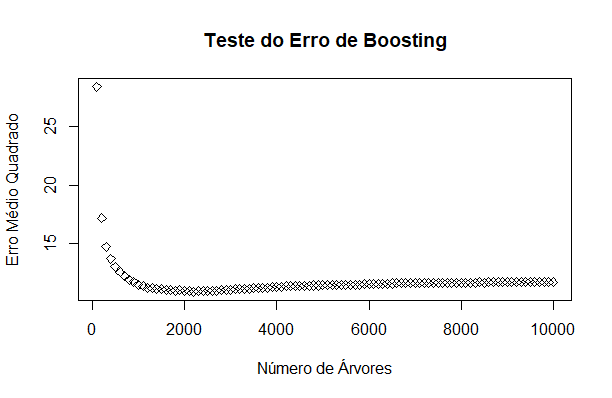 Teste do Erro de Boosting
Erro Médio Quadrado
25
20
15
0 2000 4000 6000 8000 10000
Número de Árvores